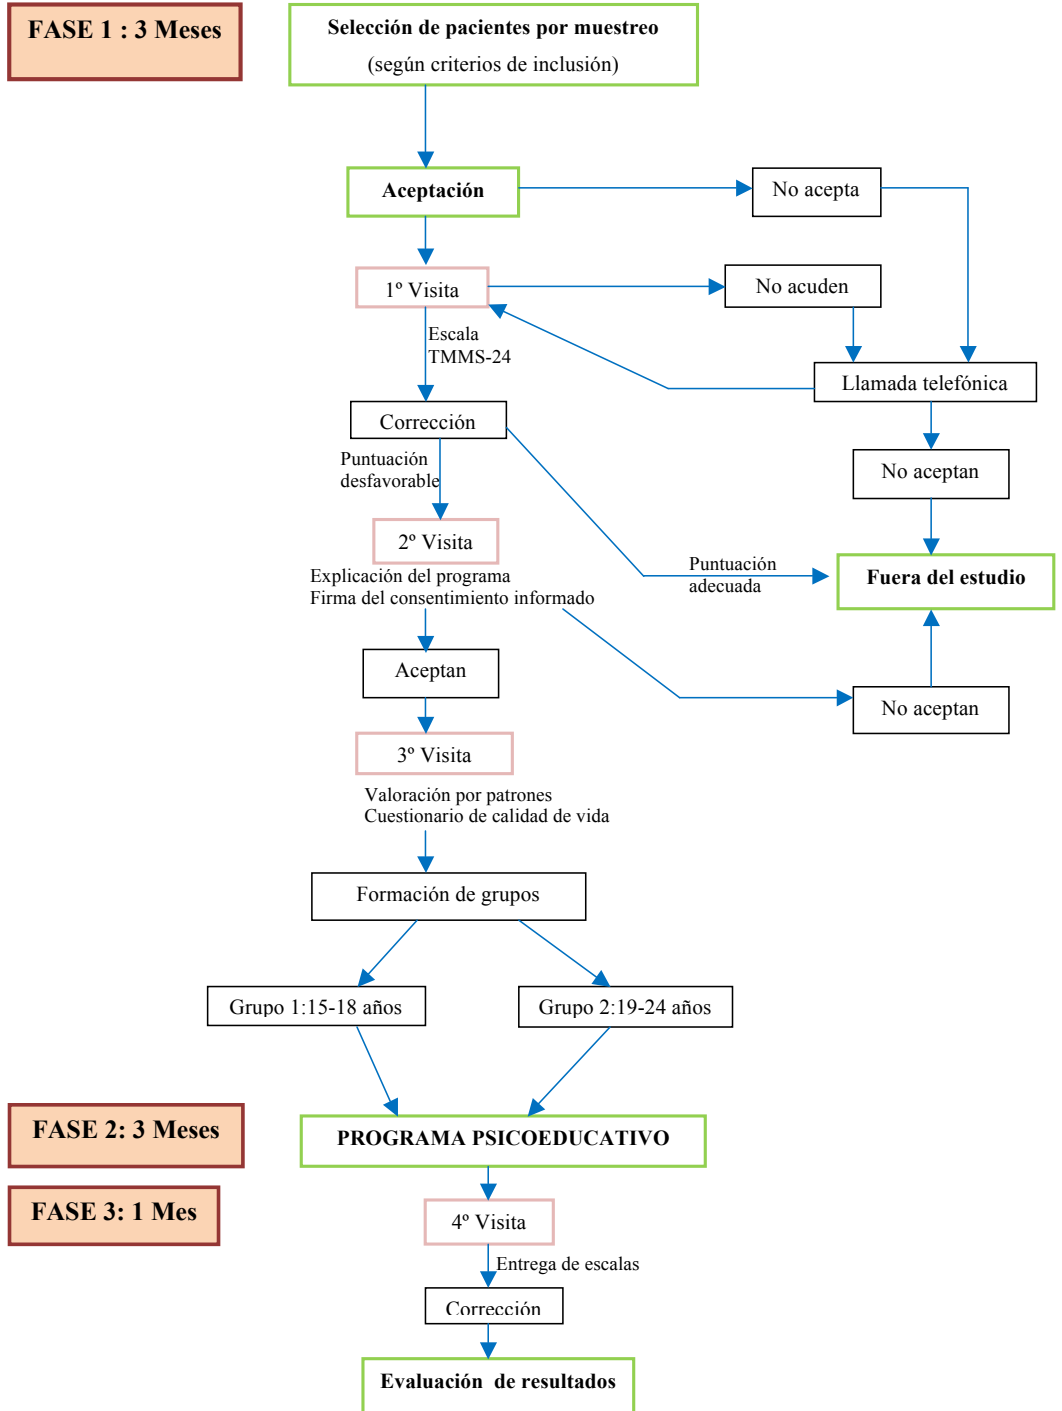 FASE 1 : 3 Meses
Selección de pacientes por muestreo
(según criterios de inclusión)
Aceptación
No acepta
1º Visita
No acuden
Escala
TMMS-24
Llamada telefónica
Corrección
Puntuación
desfavorable
No aceptan
2º Visita
Explicación del programa
Firma del consentimiento informado
Puntuación
adecuada
Fuera del estudio
Aceptan
No aceptan
3º Visita
Valoración por patrones
Cuestionario de calidad de vida
Formación de grupos
Grupo 1:15-18 años
Grupo 2:19-24 años
FASE 2: 3 Meses
PROGRAMA PSICOEDUCATIVO
FASE 3: 1 Mes
4º Visita
Entrega de escalas
Corrección
Evaluación de resultados